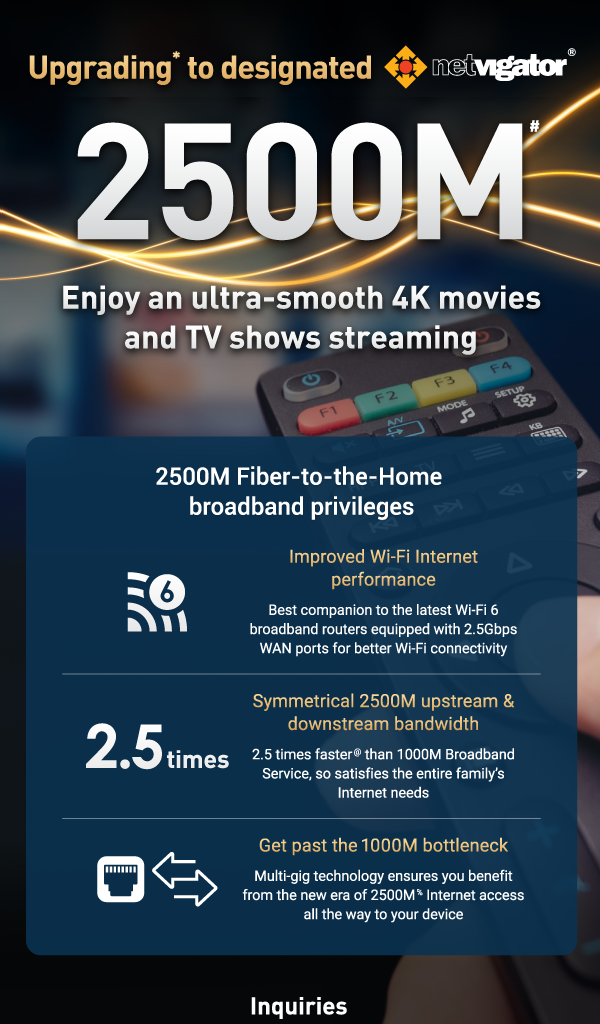 Upgrading* to designated netvigator®
2500M#
Enjoy an ultra-smooth 4K movies
and TV shows streaming
F1 F2 F3 F4
A/V MODE SETUP
KB
2500M Fiber-to-the-Home
broadband privileges
6
Improved Wi-Fi Internet
performance
Best companion to the latest Wi-Fi 6
broadband routers equipped with 2.5Gbps
WAN ports for better Wi-Fi connectivity
2.5 times
Symmetrical 2500M upstream &
downstream bandwidth
2.5 times faster@ than 1000M Broadband
Service, so satisfies the entire family's
Internet needs
Get past the 1000M bottleneck
Multi-gig technology ensures you benefit
from the new era of 2500M% Internet access
all the way to your device
Inquiries